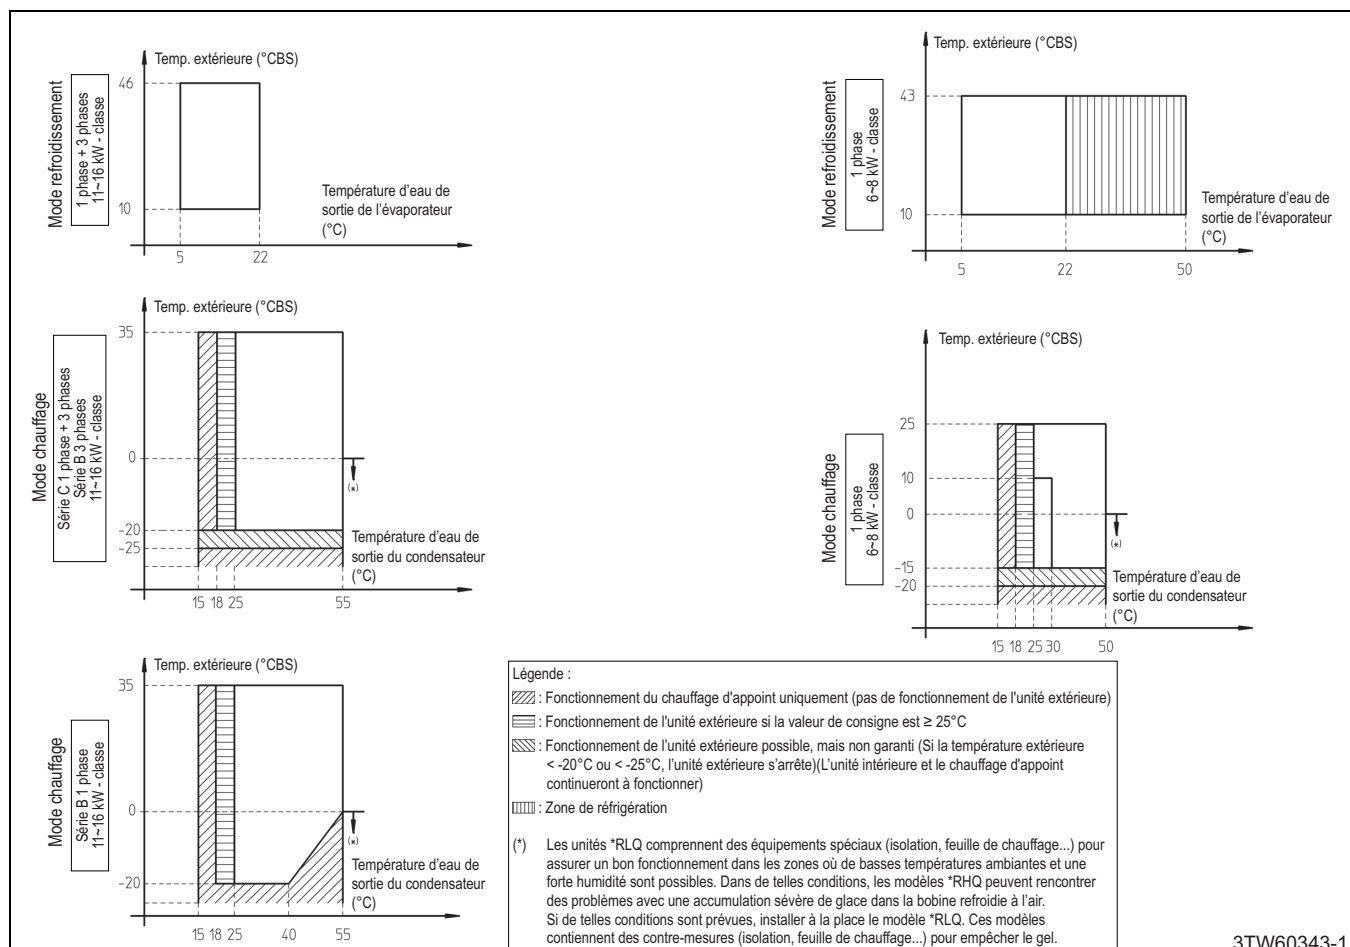 Temp. extérieure (°CBS)
Mode refroidissement
1 phase + 3 phases
11~16 kW - classe
46
10
5
22
Température d'eau de
sortie de l'évaporateur
(°C)
Temp. extérieure (°CBS)
Mode refroidissement
1 phase
6~8 kW - classe
43
10
5
22
50
Température d'eau de
sortie de l'évaporateur
(°C)
Temp. extérieure (°CBS)
Mode chauffage
Série C 1 phase + 3 phases
Série B 3 phases
11~16 kW - classe
35
0
-20
-25
(*)
15
18
25
55
Température d'eau de
sortie du condensateur
(°C)
Temp. extérieure (°CBS)
Mode chauffage
1 phase
6~8 kW - classe
25
10
0
-15
-20
(*)
15
18
25
30
50
Température d'eau de
sortie du condensateur
(°C)
Temp. extérieure (°CBS)
Mode chauffage
Série B 1 phase
11~16 kW - classe
35
0
-20
(*)
15
18
25
40
55
Température d'eau de
sortie du condensateur
(°C)
Légende :
: Fonctionnement du chauffage d'appoint uniquement (pas de fonctionnement de l'unité extérieure)
: Fonctionnement de l'unité extérieure si la valeur de consigne est ≥ 25°C
: Fonctionnement de l'unité extérieure possible, mais non garanti (Si la température extérieure
< -20°C ou < -25°C, l'unité extérieure s'arrête)(L'unité intérieure et le chauffage d'appoint
continueront à fonctionner)
: Zone de réfrigération
(*) Les unités *RLQ comprennent des équipements spéciaux (isolation, feuille de chauffage...) pour
assurer un bon fonctionnement dans les zones où de basses températures ambiantes et une
forte humidité sont possibles. Dans de telles conditions, les modèles *RHQ peuvent rencontrer
des problèmes avec une accumulation sévère de glace dans la bobine refroidie à l'air.
Si de telles conditions sont prévues, installer à la place le modèle *RLQ. Ces modèles
contiennent des contre-mesures (isolation, feuille de chauffage...) pour empêcher le gel.
3TW60343-1